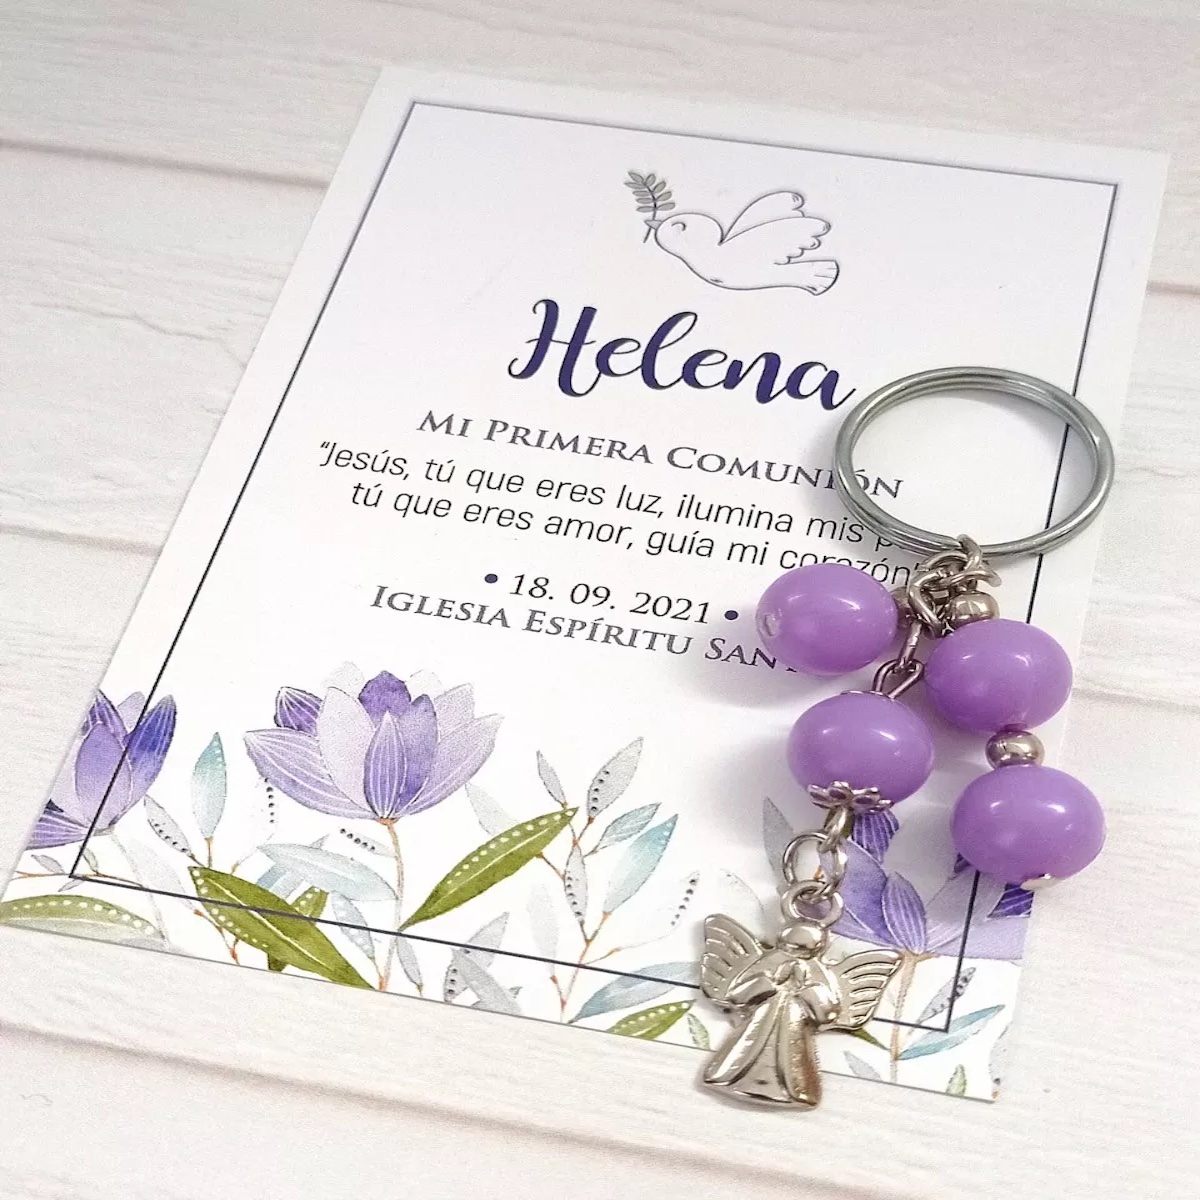 Helena
Mi Primera Comunión
"Jesús, tú que eres luz, ilumina mis
tú que eres amor, guía mi corazón"
• 18. 09. 2021 •
Iglesia Espíritu